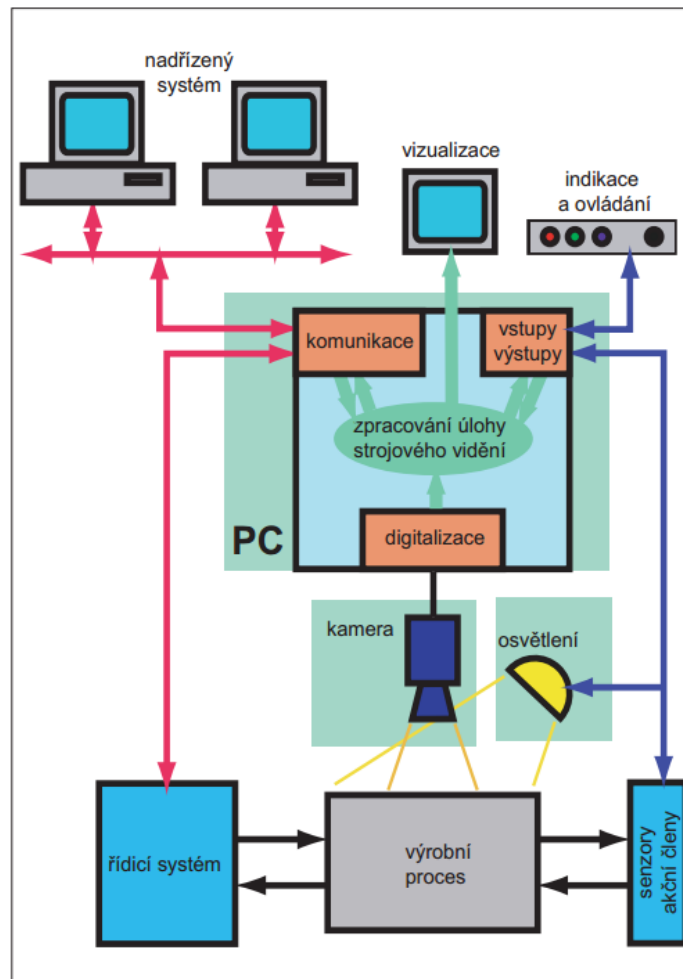 nadřízený
systém
vizualizace
indikace
a ovládání
komunikace
vstupy
výstupy
zpracování úlohy
strojového vidění
PC
digitalizace
kamera
osvětlení
řídicí systém
výrobní
proces
senzory
akční členy